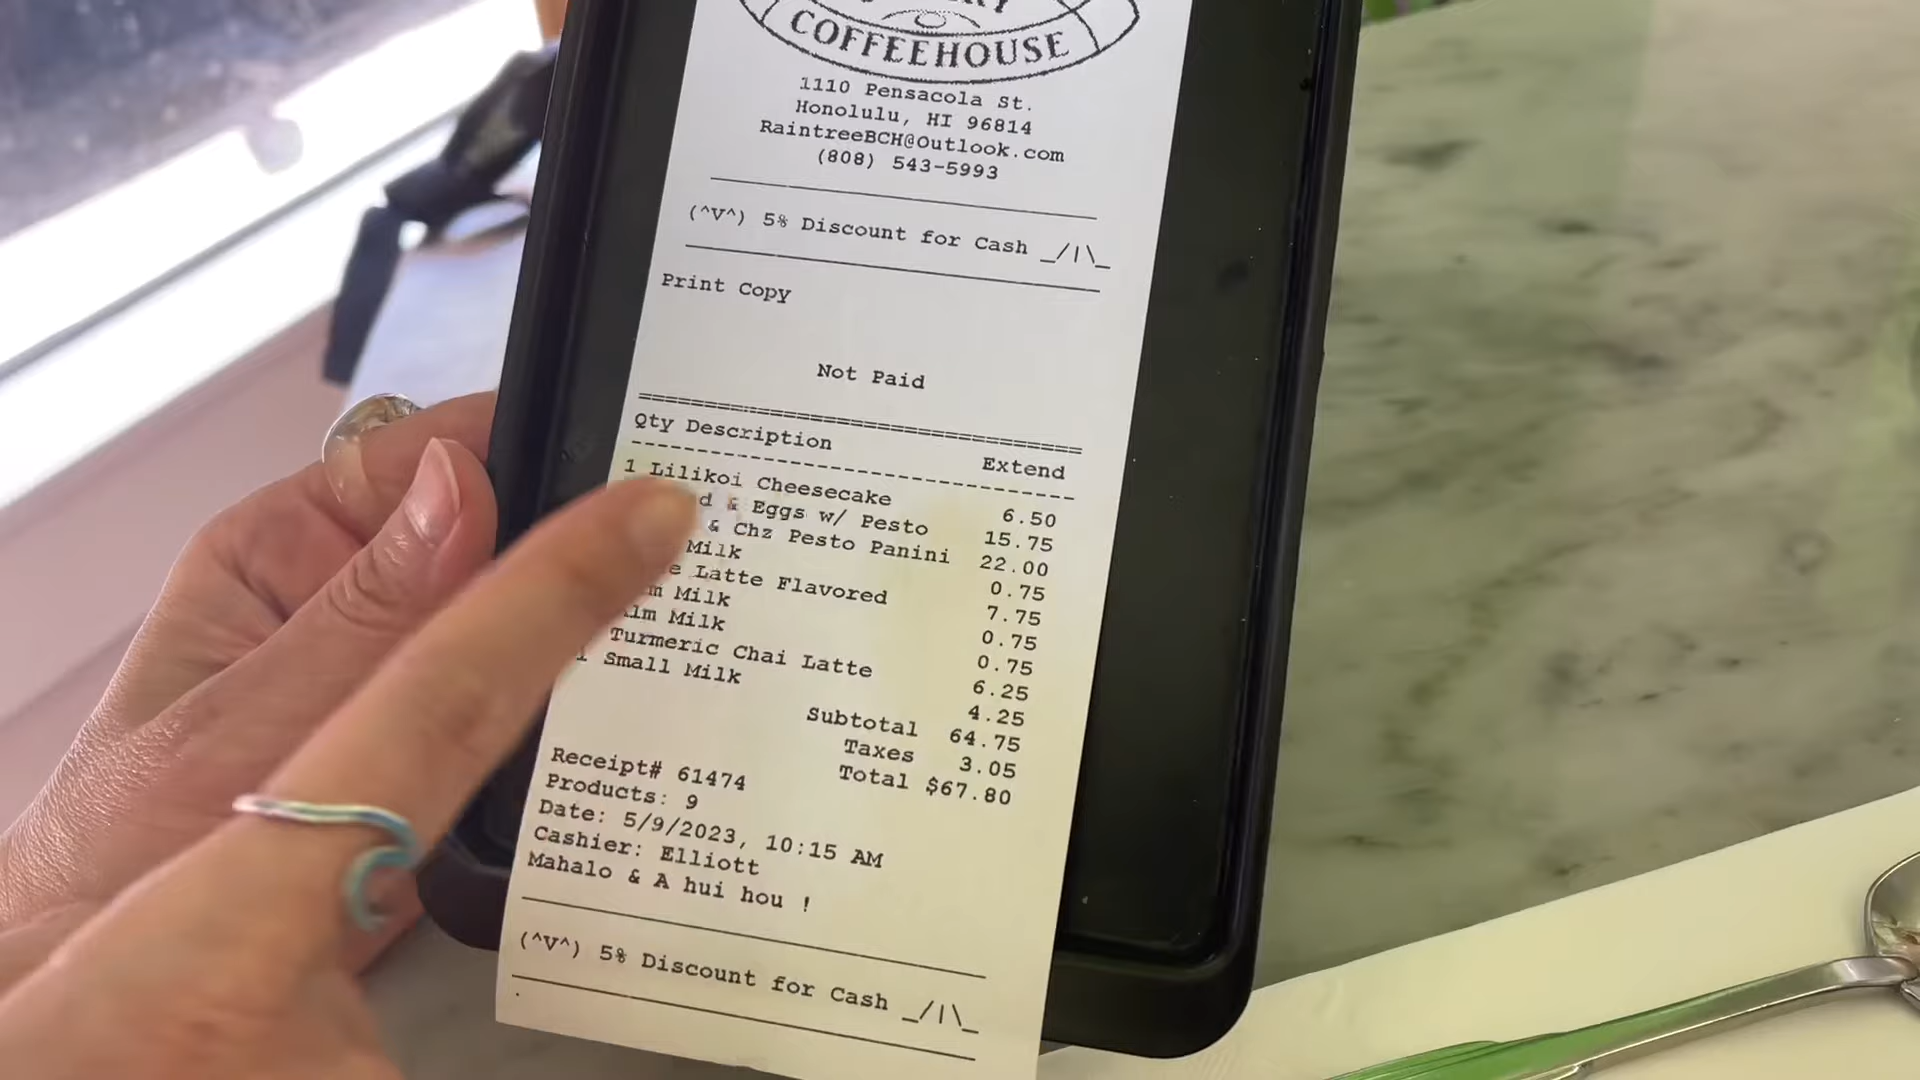 COFFEEHOUSE
1110 Pensacola St.
Honolulu, HI 96814
RaintreeBCH@Outlook.com
(808) 543-5993
(^V^) 5% Discount for Cash _/|\_
Print Copy
Not Paid
Qty Description Extend
1 Lilikoi Cheesecake 6.50
& Eggs w/ Pesto 15.75
& Chz Pesto Panini 22.00
Milk 0.75
Latte Flavored 7.75
Milk 0.75
Milk 0.75
Turmeric Chai Latte 6.25
1 Small Milk 4.25
Subtotal 64.75
Taxes 3.05
Total $67.80
Receipt# 61474
Products: 9
Date: 5/9/2023, 10:15 AM
Cashier: Elliott
Mahalo & A hui hou !
(^V^) 5% Discount for Cash _/|\_